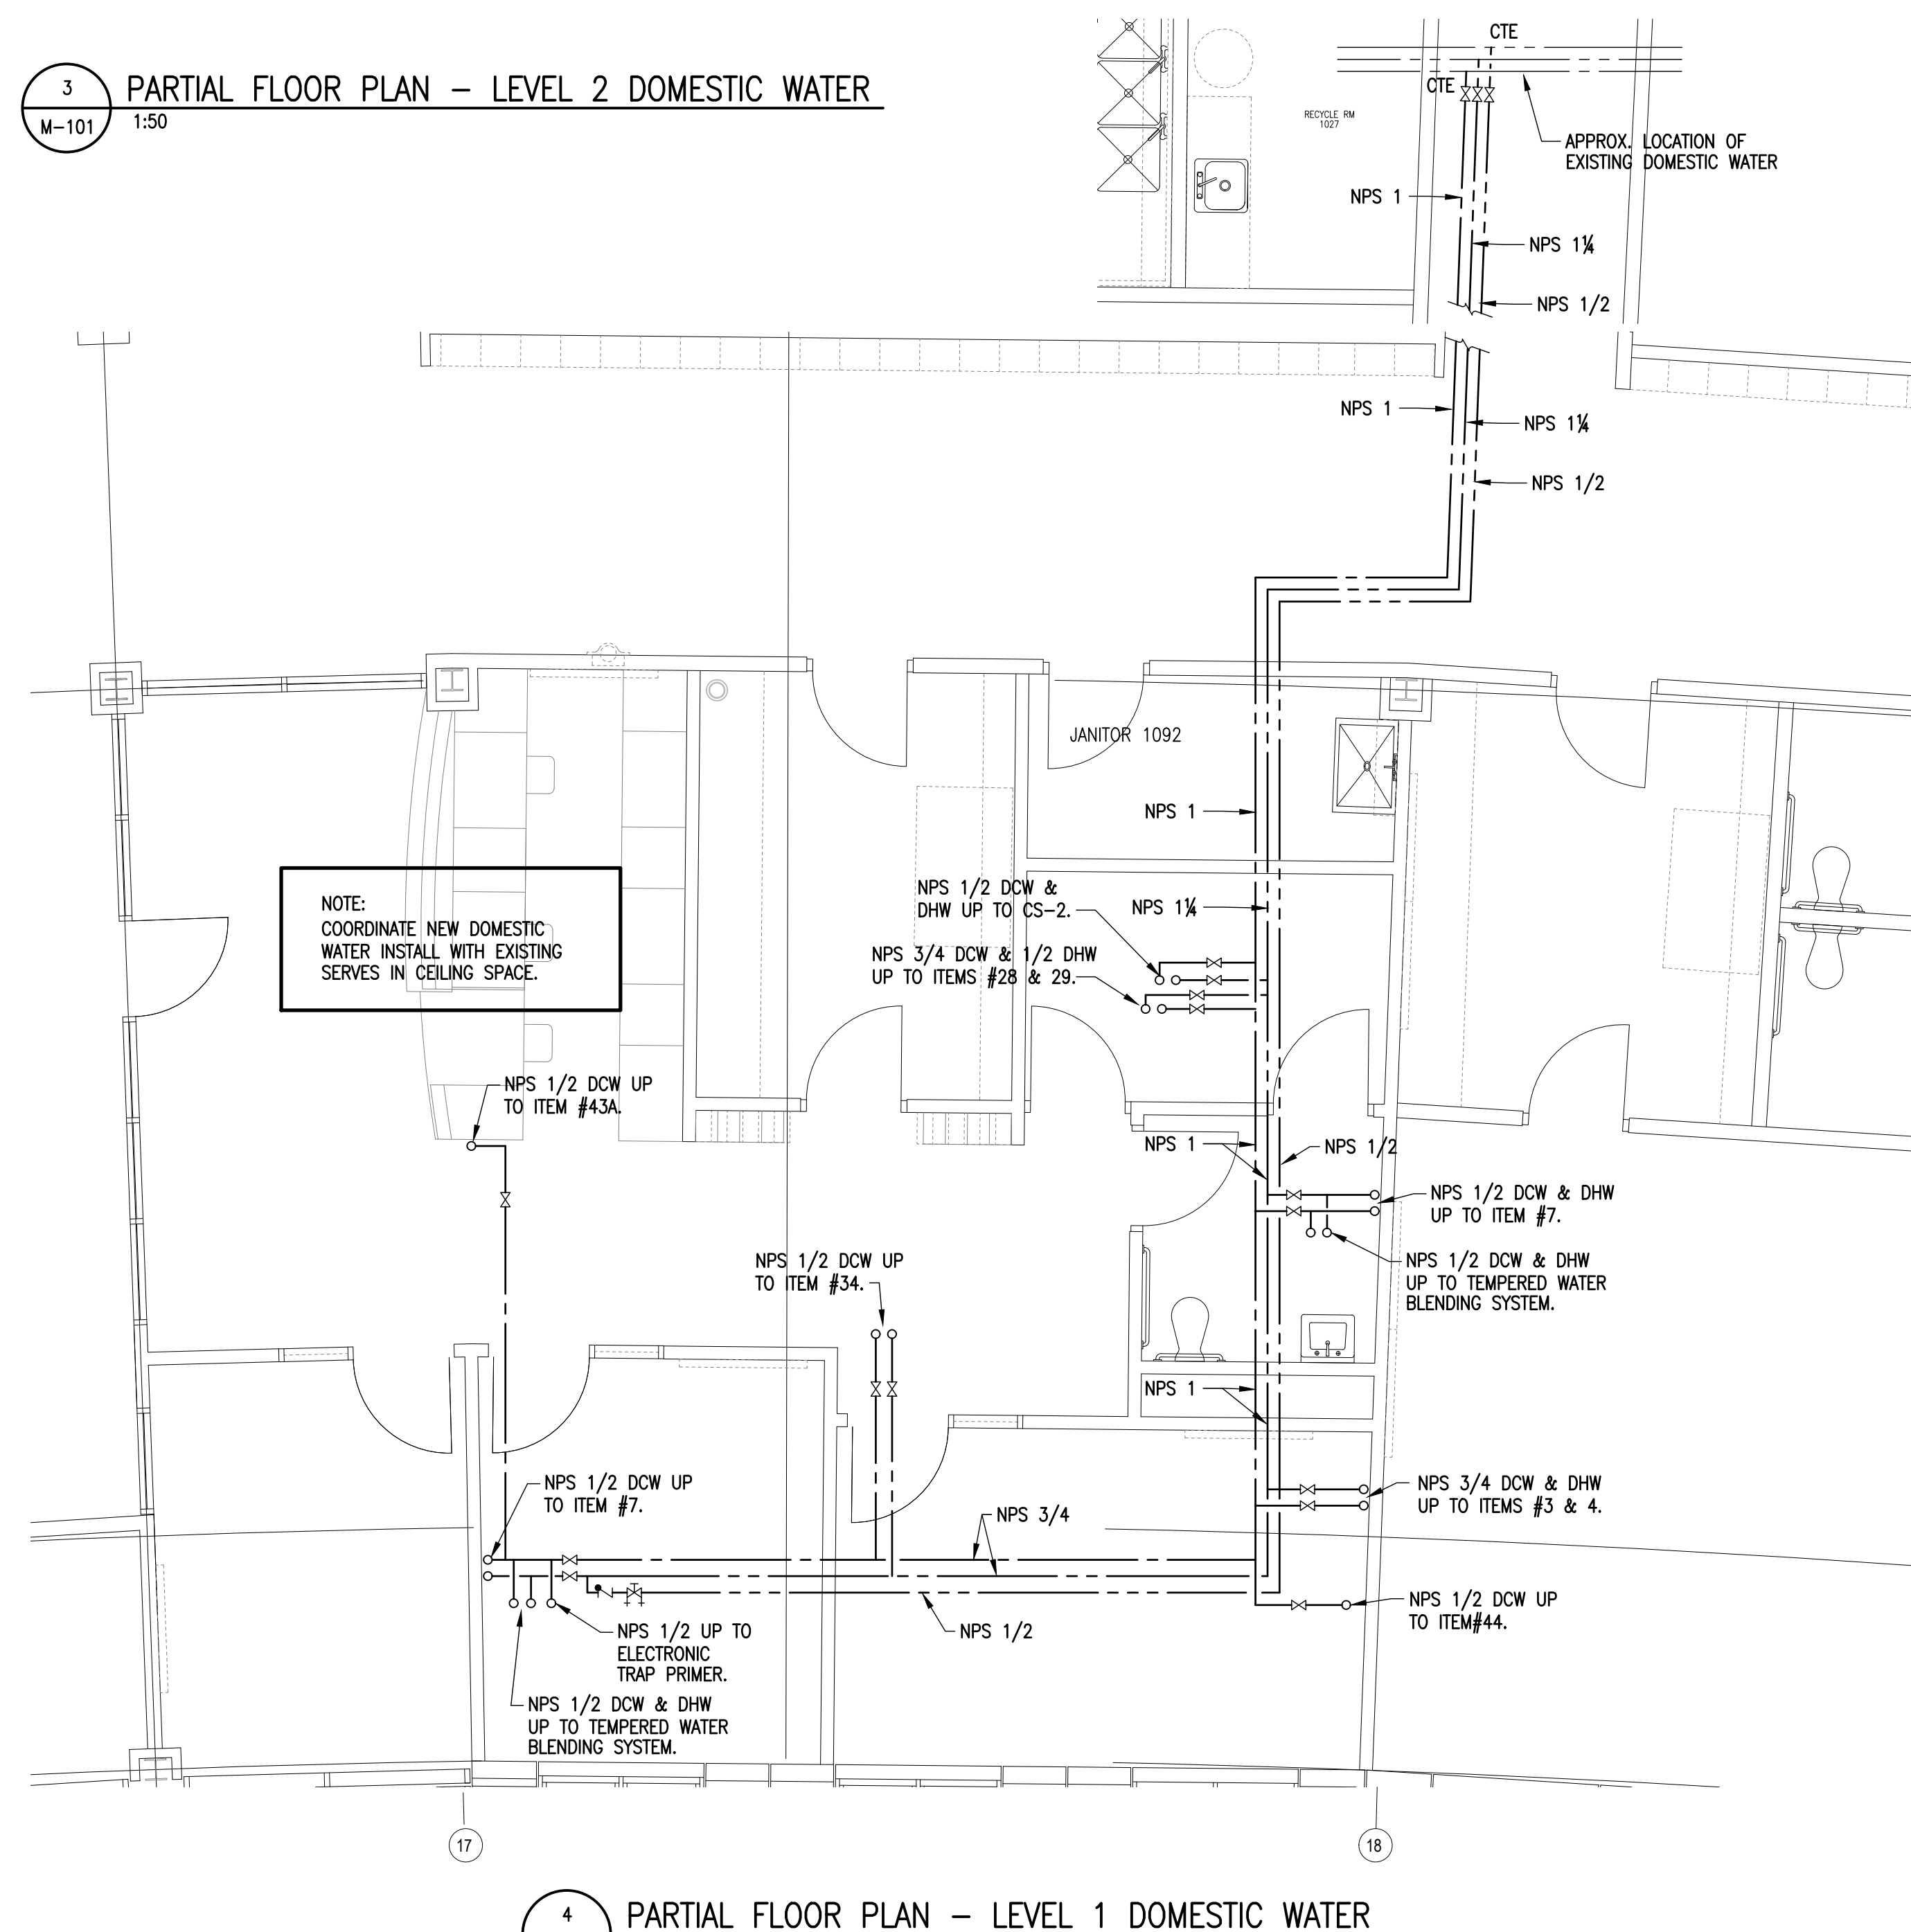 3
M-101
PARTIAL FLOOR PLAN – LEVEL 2 DOMESTIC WATER
1:50
CTE
CTE
RECYCLE RM
1027
APPROX. LOCATION OF
EXISTING DOMESTIC WATER
NPS 1
NPS 1¼
NPS 1/2
NPS 1
NPS 1¼
NPS 1/2
JANITOR 1092
NPS 1
NPS 1/2 DCW &
DHW UP TO CS-2.
NPS 1¼
NOTE:
COORDINATE NEW DOMESTIC
WATER INSTALL WITH EXISTING
SERVES IN CEILING SPACE.
NPS 3/4 DCW & 1/2 DHW
UP TO ITEMS #28 & 29.
NPS 1/2 DCW UP
TO ITEM #43A.
NPS 1
NPS 1/2
NPS 1/2 DCW & DHW
UP TO ITEM #7.
NPS 1/2 DCW UP
TO ITEM #34.
NPS 1/2 DCW & DHW
UP TO TEMPERED WATER
BLENDING SYSTEM.
NPS 1
NPS 1/2 DCW UP
TO ITEM #7.
NPS 3/4 DCW & DHW
UP TO ITEMS #3 & 4.
NPS 3/4
NPS 1/2 DCW UP
TO ITEM#44.
NPS 1/2 UP TO
ELECTRONIC
TRAP PRIMER.
NPS 1/2
NPS 1/2 DCW & DHW
UP TO TEMPERED WATER
BLENDING SYSTEM.
17
18
4
PARTIAL FLOOR PLAN – LEVEL 1 DOMESTIC WATER